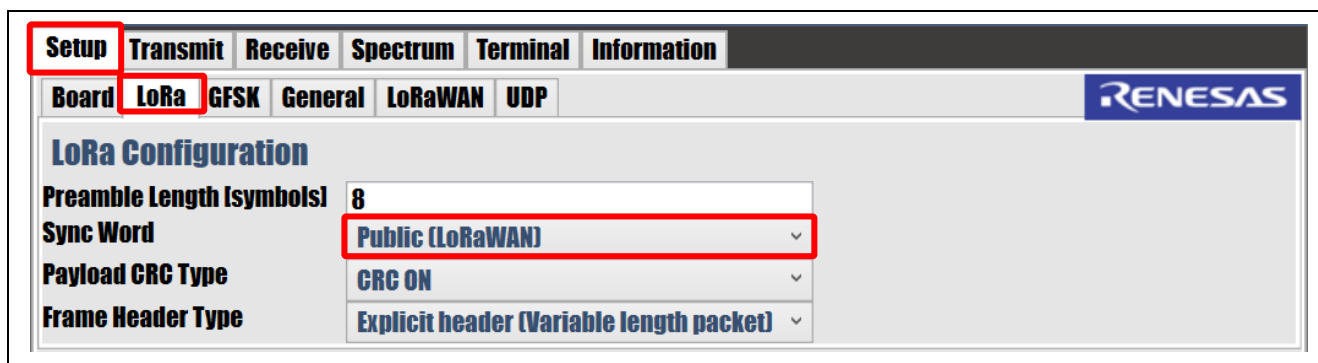 Setup Transmit Receive Spectrum Terminal Information
Board LoRa GFSK General LoRaWAN UDP RENESAS
LoRa Configuration
Preamble Length [symbols] 8
Sync Word Public (LoRaWAN)
Payload CRC Type CRC ON
Frame Header Type Explicit header (Variable length packet)